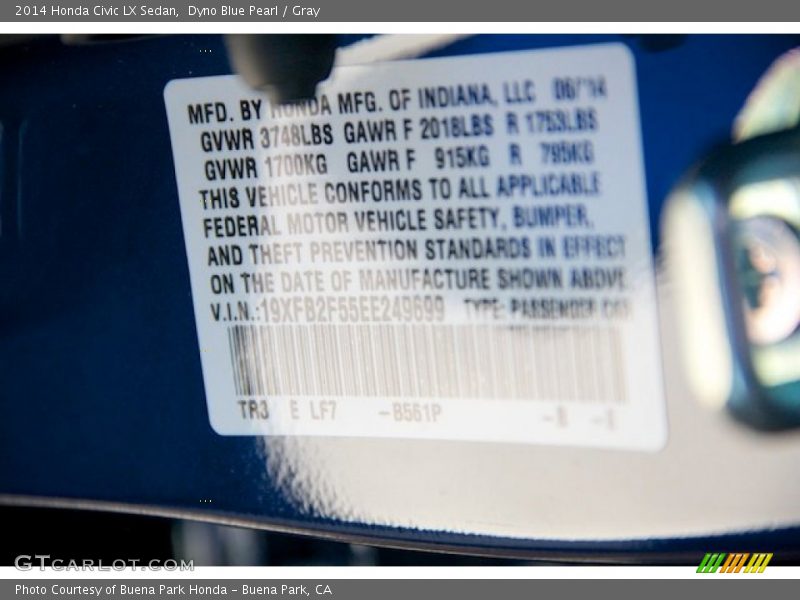 2014 Honda Civic LX Sedan, Dyno Blue Pearl / Gray
MFD. BY HONDA MFG. OF INDIANA, LLC 06/14
GVWR 3748LBS GAWR F 2018LBS R 1753LBS
GVWR 1700KG GAWR F 915KG R 795KG
THIS VEHICLE CONFORMS TO ALL APPLICABLE
FEDERAL MOTOR VEHICLE SAFETY, BUMPER,
AND THEFT PREVENTION STANDARDS IN EFFECT
ON THE DATE OF MANUFACTURE SHOWN ABOVE.
V.I.N.:19XFB2F55EE249699 TYPE: PASSENGER CAR
TR3 E LF7 -B561P
GTCARLOT.COM
Photo Courtesy of Buena Park Honda - Buena Park, CA